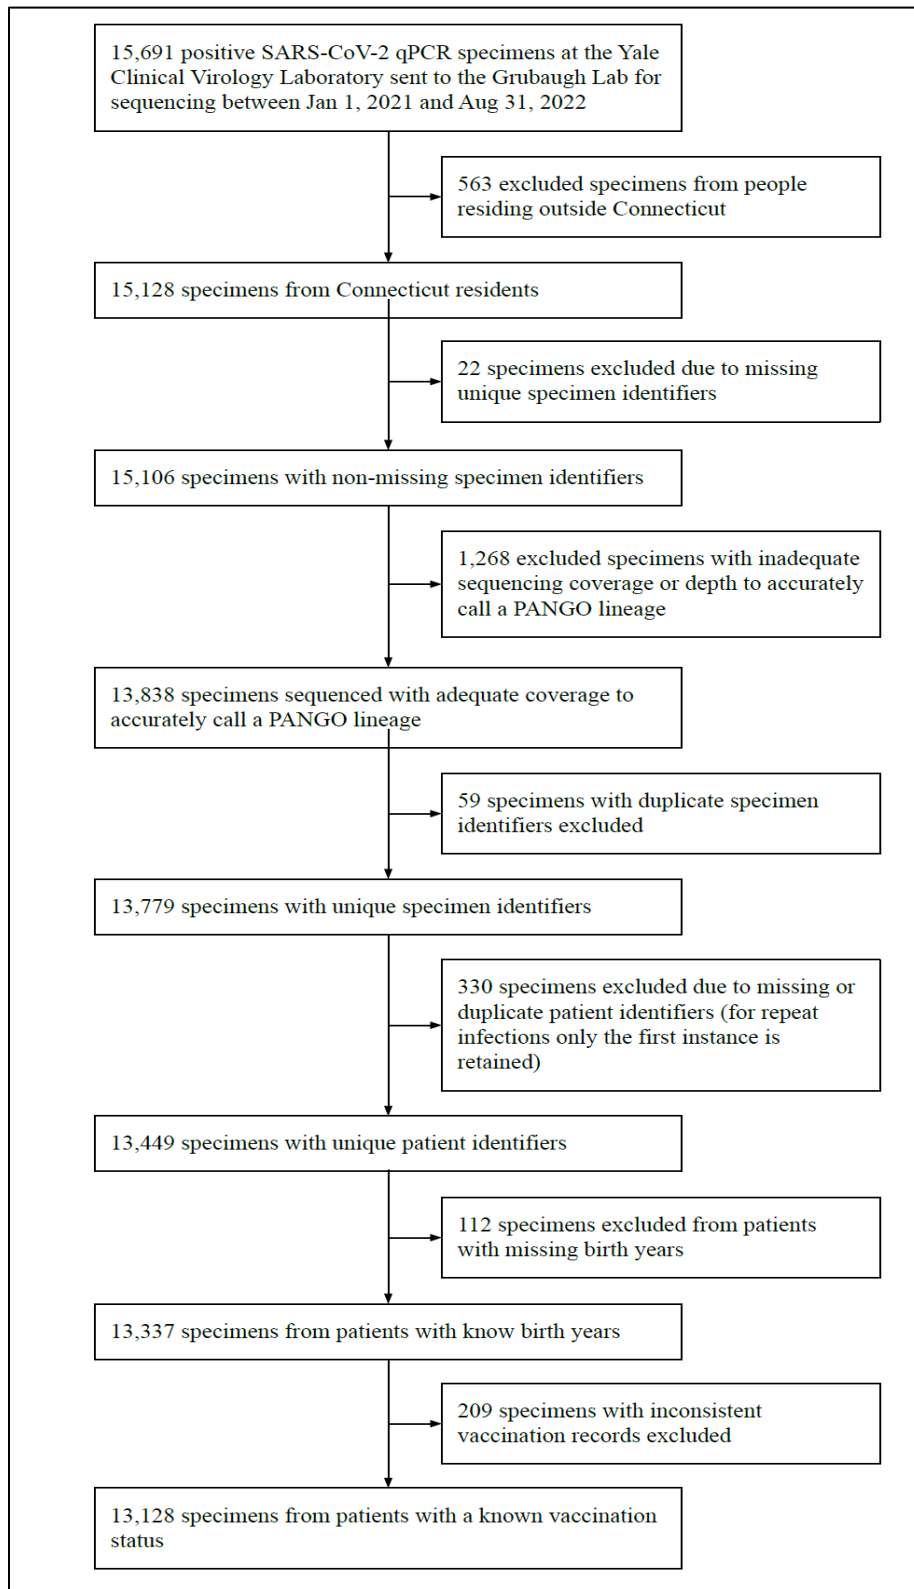 15,691 positive SARS-CoV-2 qPCR specimens at the Yale
Clinical Virology Laboratory sent to the Grubaugh Lab for
sequencing between Jan 1, 2021 and Aug 31, 2022
563 excluded specimens from people
residing outside Connecticut
15,128 specimens from Connecticut residents
22 specimens excluded due to missing
unique specimen identifiers
15,106 specimens with non-missing specimen identifiers
1,268 excluded specimens with inadequate
sequencing coverage or depth to accurately
call a PANGO lineage
13,838 specimens sequenced with adequate coverage to
accurately call a PANGO lineage
59 specimens with duplicate specimen
identifiers excluded
13,779 specimens with unique specimen identifiers
330 specimens excluded due to missing or
duplicate patient identifiers (for repeat
infections only the first instance is
retained)
13,449 specimens with unique patient identifiers
112 specimens excluded from patients
with missing birth years
13,337 specimens from patients with know birth years
209 specimens with inconsistent
vaccination records excluded
13,128 specimens from patients with a known vaccination
status